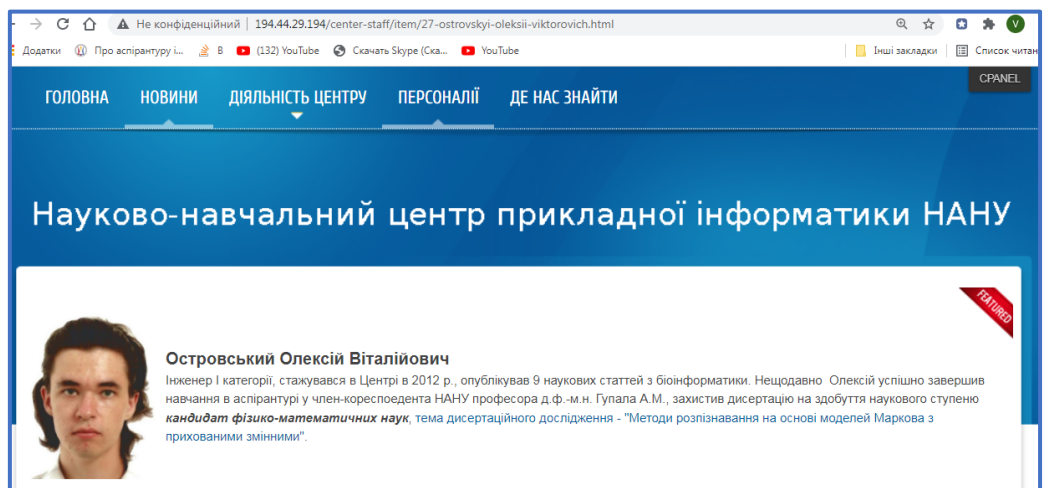 Не конфіденційний | 194.44.29.194/center-staff/item/27-ostrovskyi-oleksii-viktorovich.html
V
Додатки Про аспірантуру і... В (132) YouTube Скачать Skype (Ска... YouTube Інші закладки Список читан
CPANEL
ГОЛОВНА НОВИНИ ДІЯЛЬНІСТЬ ЦЕНТРУ ПЕРСОНАЛІЇ ДЕ НАС ЗНАЙТИ
Науково-навчальний центр прикладної інформатики НАНУ
FEATURED
Островський Олексій Віталійович
Інженер І категорії, стажувався в Центрі в 2012 р., опублікував 9 наукових статтей з біоінформатики. Нещодавно Олексій успішно завершив
навчання в аспірантурі у член-кореспоедента НАНУ професора д.ф.-м.н. Гупала А.М., захистив дисертацію на здобуття наукового ступеню
кандидат фізико-математичних наук, тема дисертаційного дослідження - "Методи розпізнавання на основі моделей Маркова з
прихованими змінними".